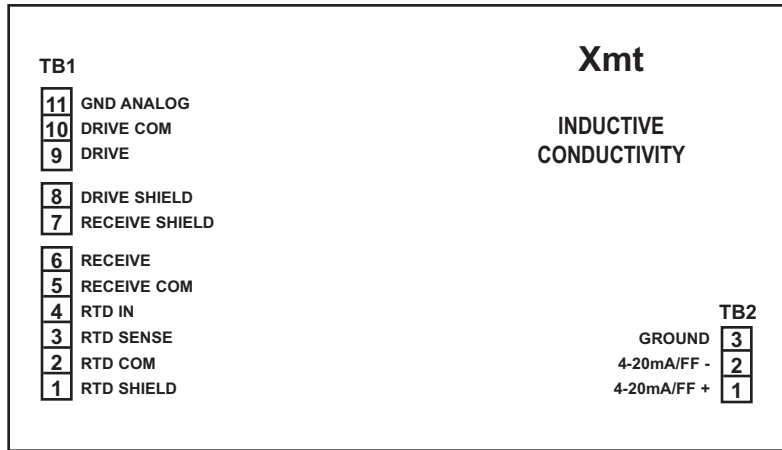 Xmt
INDUCTIVE
CONDUCTIVITY
TB1
11 GND ANALOG
10 DRIVE COM
9 DRIVE
8 DRIVE SHIELD
7 RECEIVE SHIELD
6 RECEIVE
5 RECEIVE COM
4 RTD IN
3 RTD SENSE
2 RTD COM
1 RTD SHIELD
TB2
GROUND 3
4-20mA/FF - 2
4-20mA/FF + 1